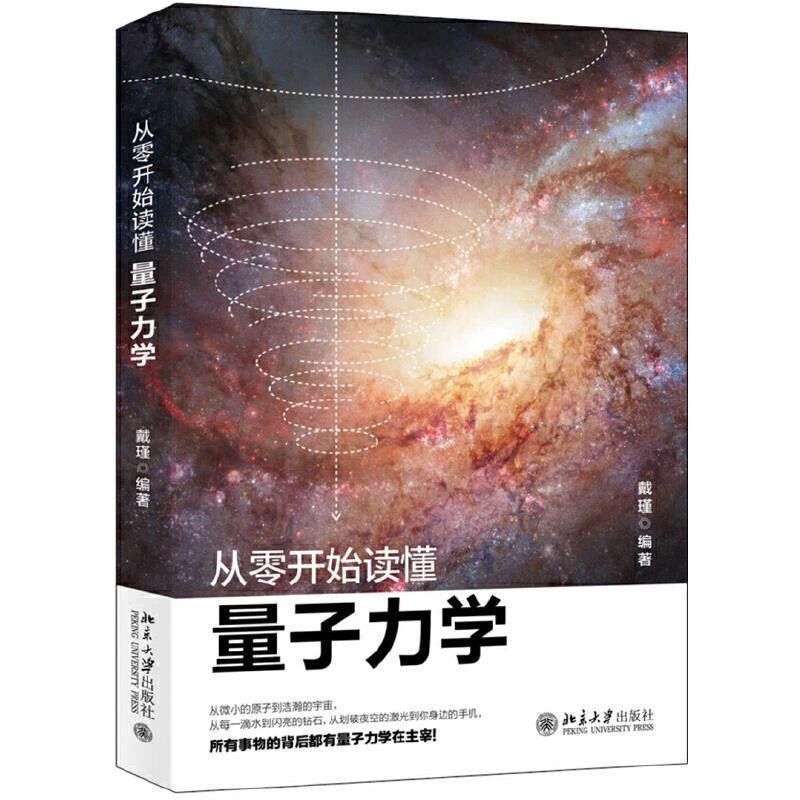 从零开始读懂
量子力学
戴瑾 编著
北京大学出版社
PEKING UNIVERSITY PRESS
戴瑾 编著
从零开始读懂
量子力学
从微小的原子到浩瀚的宇宙,
从每一滴水到闪亮的钻石,从划破夜空的激光到你身边的手机,
所有事物的背后都有量子力学在主宰!
北京大学出版社
PEKING UNIVERSITY PRESS